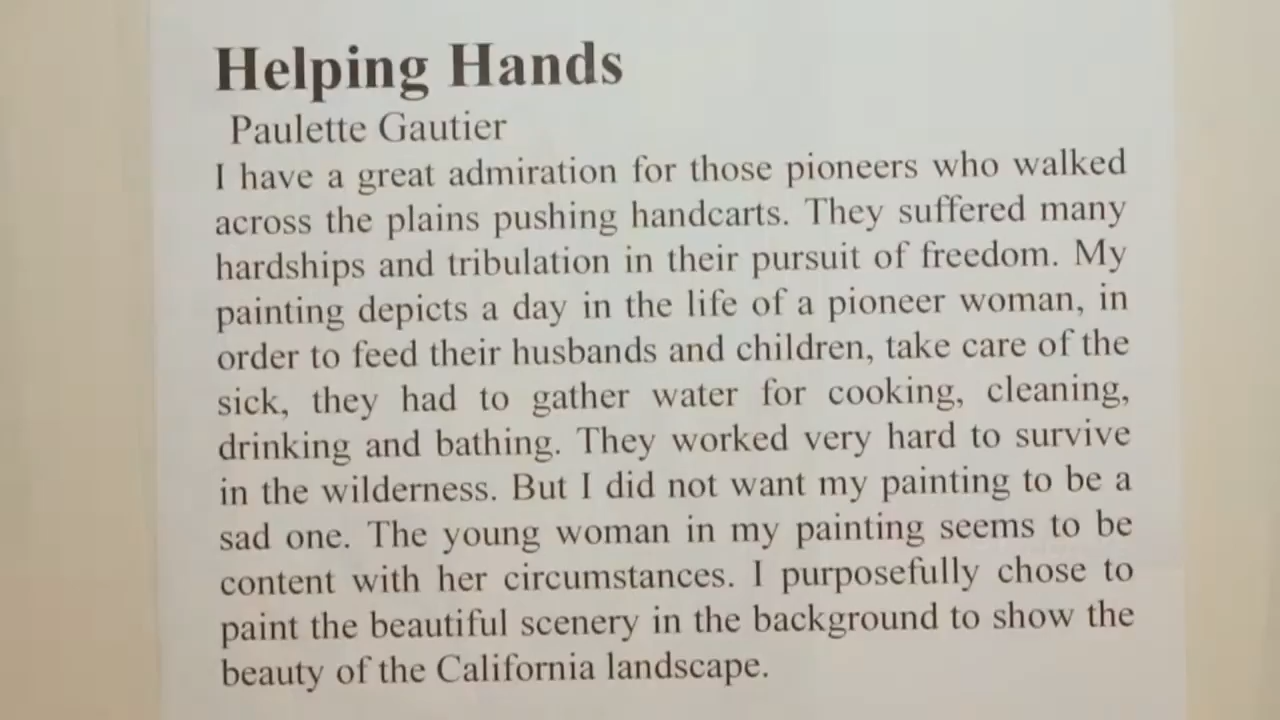 Helping Hands
Paulette Gautier
I have a great admiration for those pioneers who walked
across the plains pushing handcarts. They suffered many
hardships and tribulation in their pursuit of freedom. My
painting depicts a day in the life of a pioneer woman, in
order to feed their husbands and children, take care of the
sick, they had to gather water for cooking, cleaning,
drinking and bathing. They worked very hard to survive
in the wilderness. But I did not want my painting to be a
sad one. The young woman in my painting seems to be
content with her circumstances. I purposefully chose to
paint the beautiful scenery in the background to show the
beauty of the California landscape.